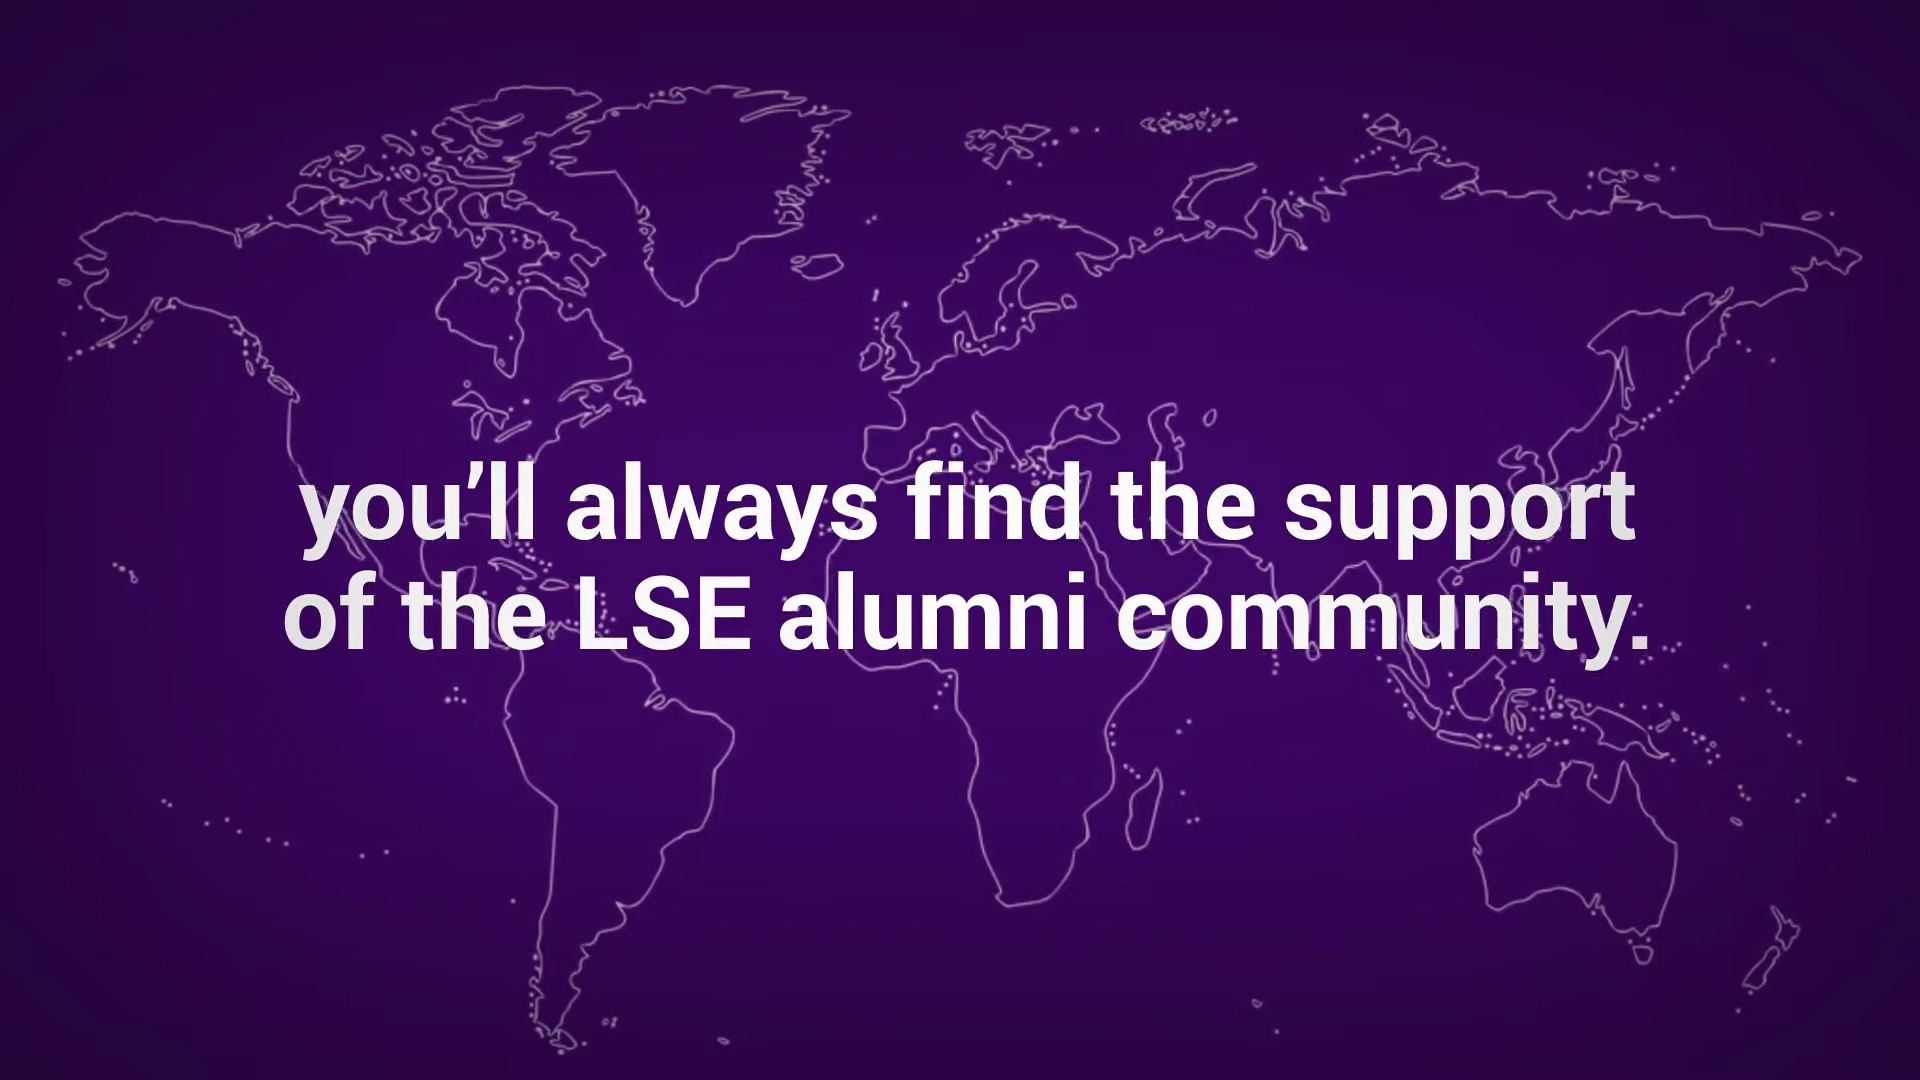 you’ll always find the support
of the LSE alumni community.